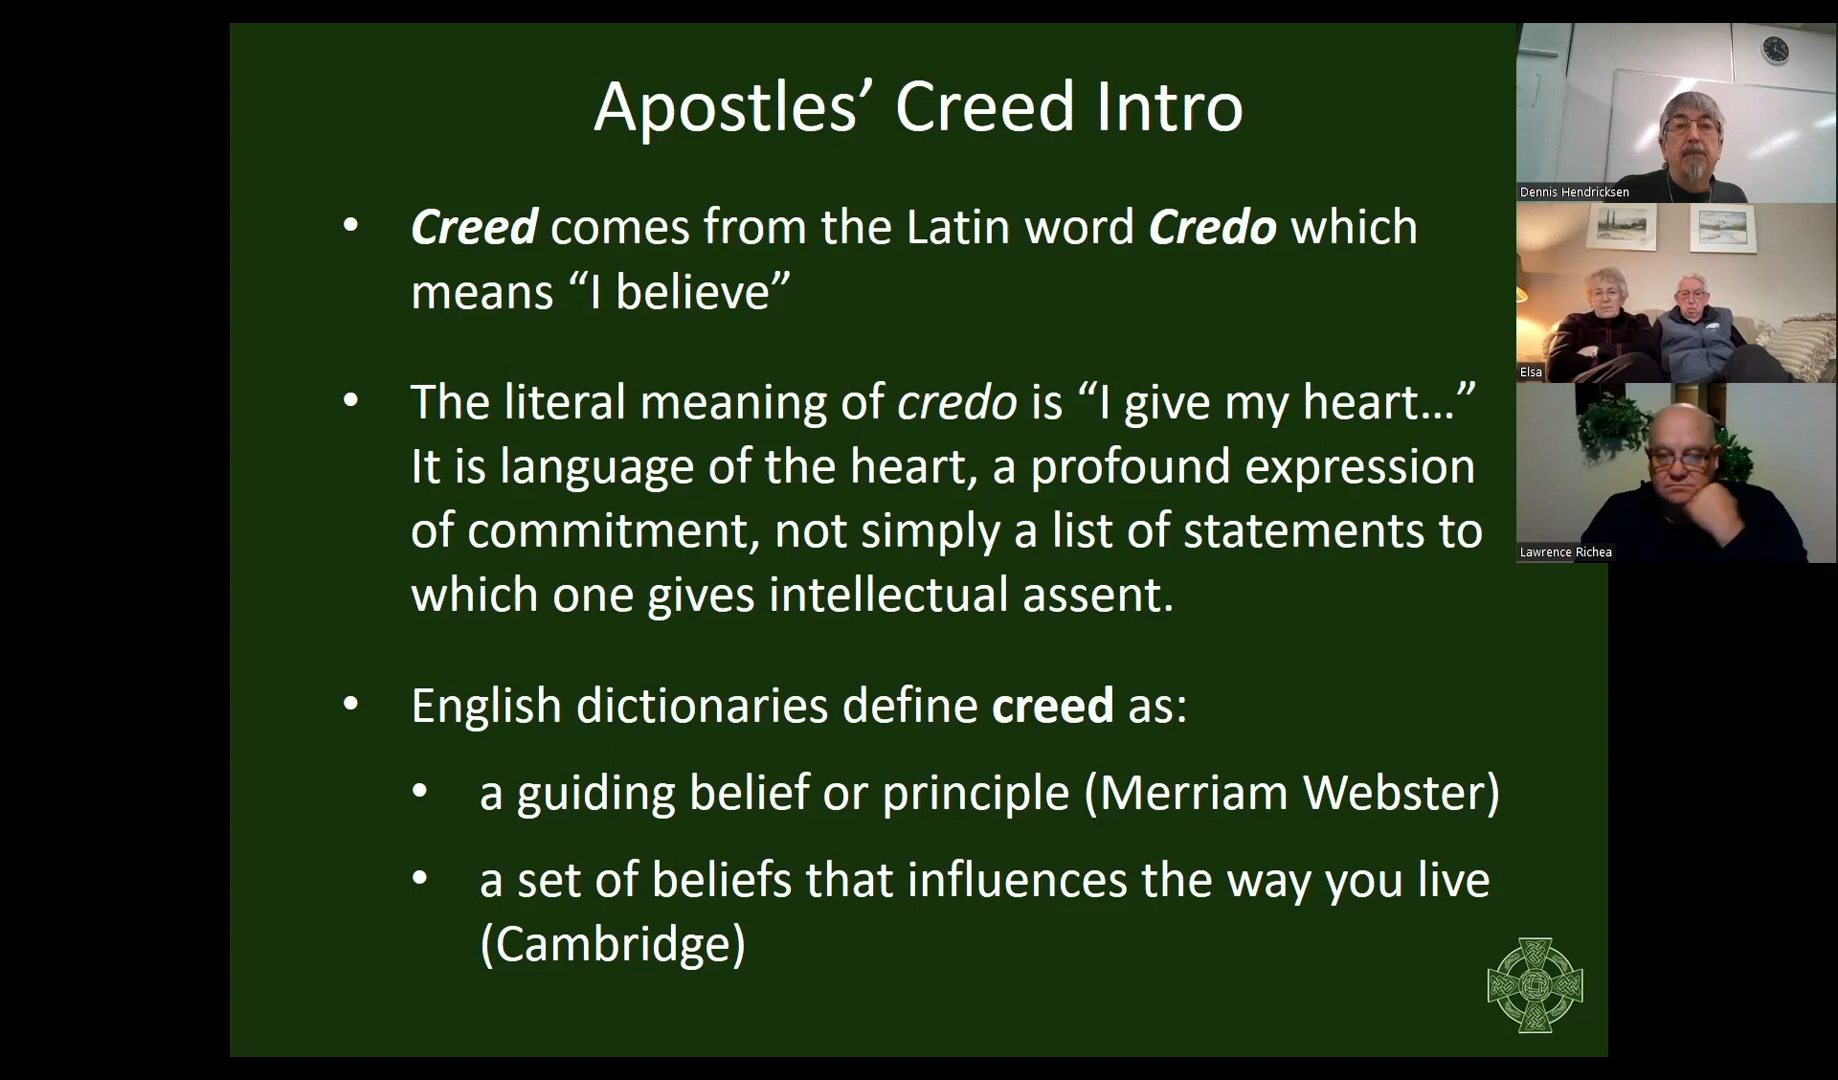 Apostles’ Creed Intro
• Creed comes from the Latin word Credo which
means “I believe”
• The literal meaning of credo is “I give my heart...”
It is language of the heart, a profound expression
of commitment, not simply a list of statements to
which one gives intellectual assent.
• English dictionaries define creed as:
• a guiding belief or principle (Merriam Webster)
• a set of beliefs that influences the way you live
(Cambridge)
Dennis Hendricksen
Elsa
Lawrence Richea